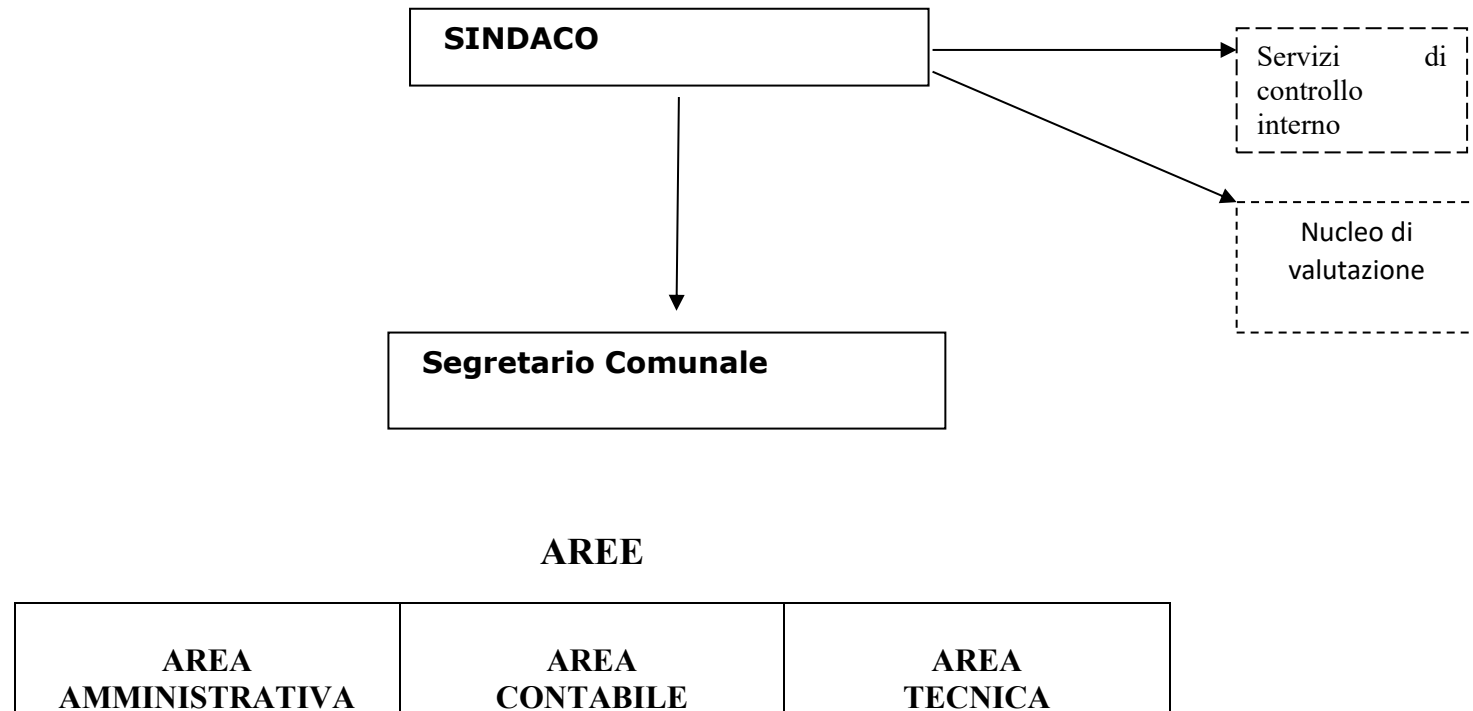 SINDACO
Servizi di
controllo
interno
Nucleo di
valutazione
Segretario Comunale
AREE
AREA
AMMINISTRATIVA
AREA
CONTABILE
AREA
TECNICA